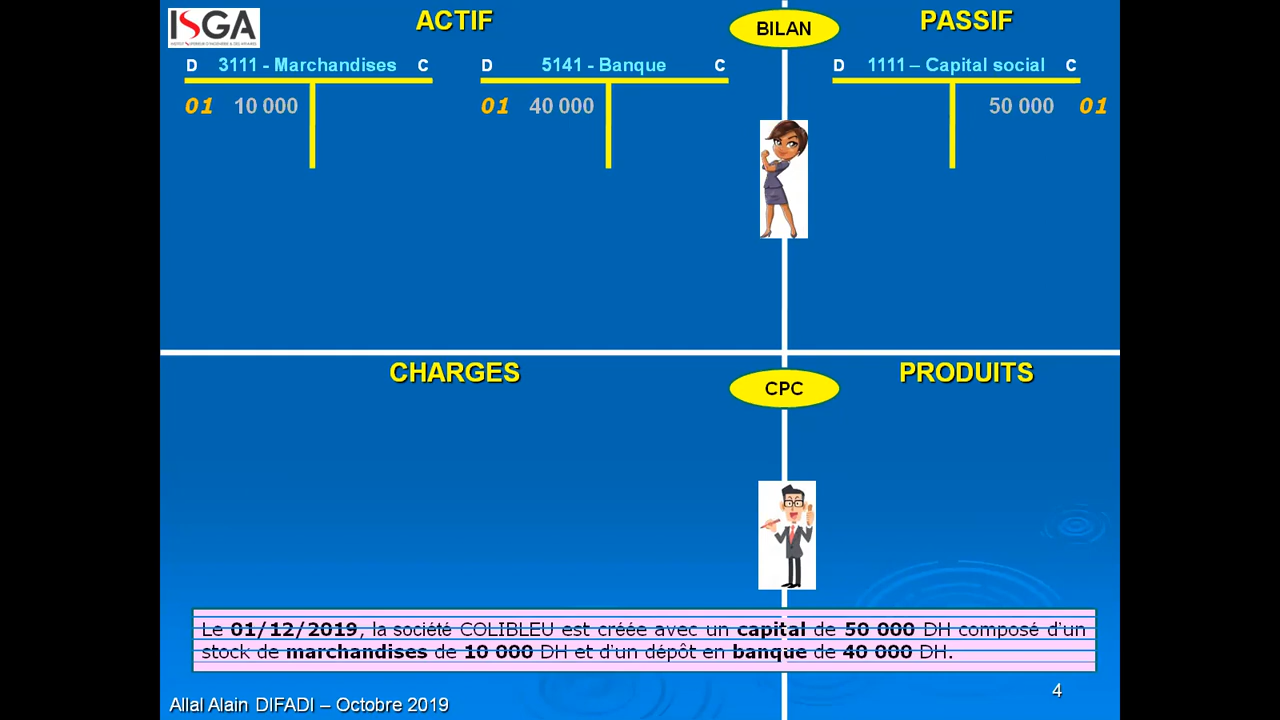 ISGA
ACTIF
BILAN
PASSIF
D 3111 - Marchandises C
D 5141 - Banque C
D 1111 – Capital social C
01 10 000
01 40 000
50 000 01
CHARGES
CPC
PRODUITS
Le 01/12/2019, la société COLIBLEU est créée avec un capital de 50 000 DH composé d'un
stock de marchandises de 10 000 DH et d'un dépôt en banque de 40 000 DH.
4
Allal Alain DIFADI – Octobre 2019